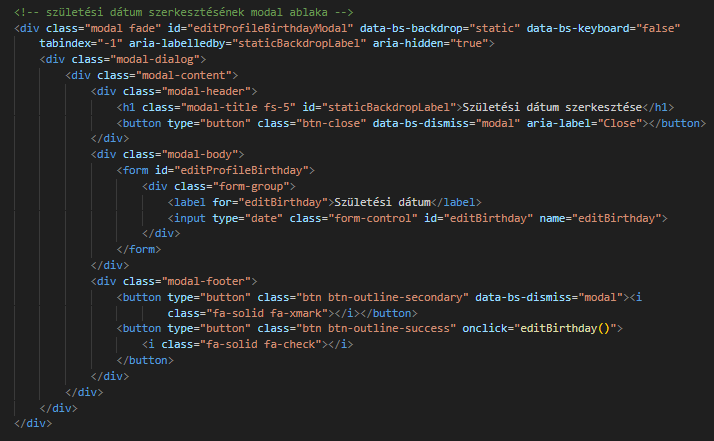 <!-- születési dátum szerkesztésének modal ablaka -->
<div class="modal fade" id="editProfileBirthdayModal" data-bs-backdrop="static" data-bs-keyboard="false"
tabindex="-1" aria-labelledby="staticBackdropLabel" aria-hidden="true">
<div class="modal-dialog">
<div class="modal-content">
<div class="modal-header">
<h1 class="modal-title fs-5" id="staticBackdropLabel">Születési dátum szerkesztése</h1>
<button type="button" class="btn-close" data-bs-dismiss="modal" aria-label="Close"></button>
</div>
<div class="modal-body">
<form id="editProfileBirthday">
<div class="form-group">
<label for="editBirthday">Születési dátum</label>
<input type="date" class="form-control" id="editBirthday" name="editBirthday">
</div>
</form>
</div>
<div class="modal-footer">
<button type="button" class="btn btn-outline-secondary" data-bs-dismiss="modal"><i
class="fa-solid fa-xmark"></i></button>
<button type="button" class="btn btn-outline-success" onclick="editBirthday()">
<i class="fa-solid fa-check"></i>
</button>
</div>
</div>
</div>
</div>